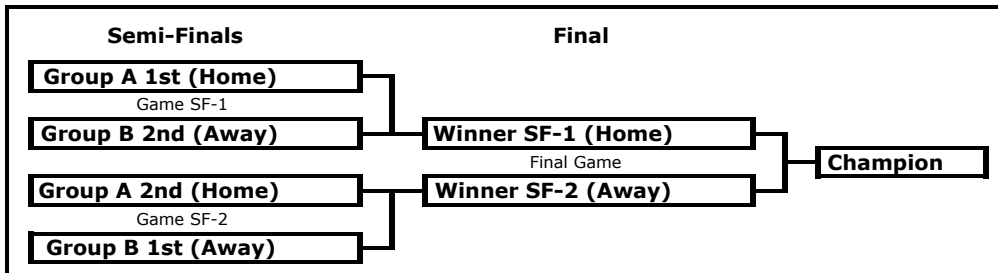 Semi-Finals
Final
Group A 1st (Home)
Game SF-1
Group B 2nd (Away)
Winner SF-1 (Home)
Final Game
Champion
Group A 2nd (Home)
Winner SF-2 (Away)
Game SF-2
Group B 1st (Away)